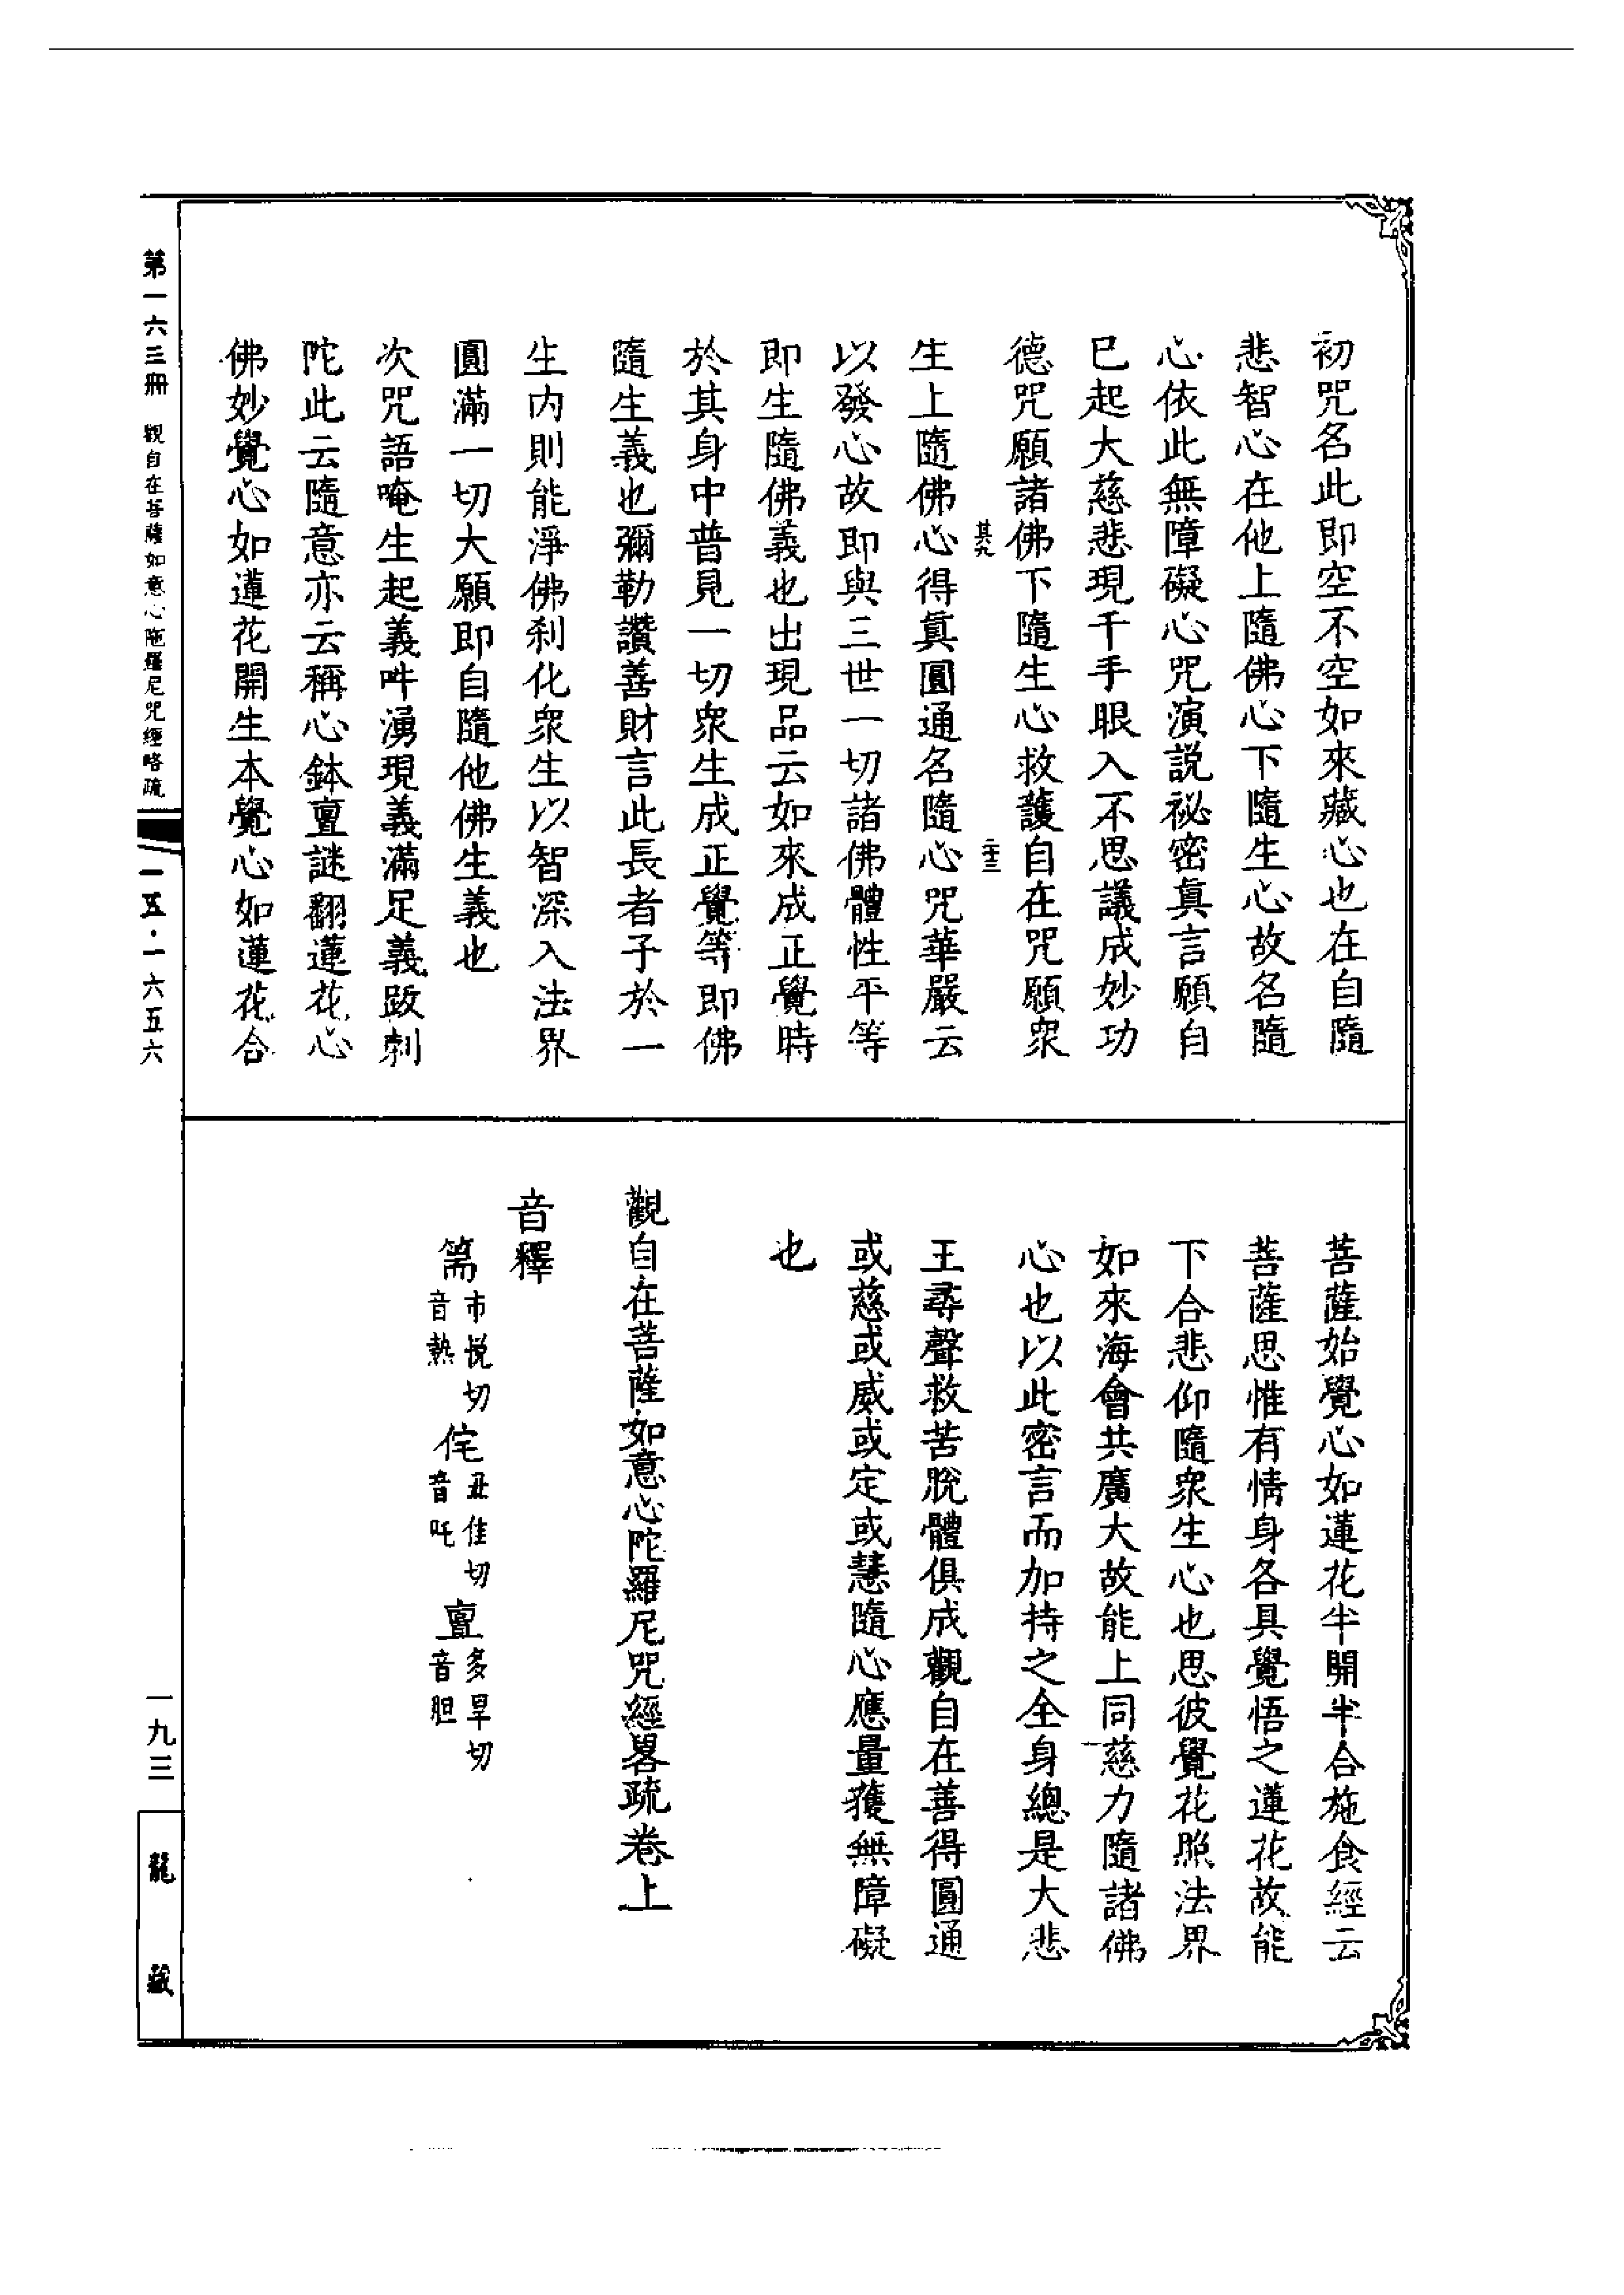 初咒名此即空不空如來藏心也在自隨
悲智心在他上隨佛心下隨生心故名隨
心依此無障礙心咒演說祕密眞言願自
巳起大慈悲現千手眼入不思議成妙功
德咒願諸佛下隨生心救護自在咒願衆
其九
二十三
生上隨佛心得眞圓通名隨心咒華嚴云
以發心故即與三世一切諸佛體性平等
即生隨佛義也出現品云如來成正覺時
於其身中普見一切衆生成正覺等即佛
隨生義也彌勒讚善財言此長者子於一
生內則能淨佛刹化衆生以智深入法界
圓滿一切大願即自隨他佛生義也
次咒語唵生起義吽湧現義滿足義跋刺
陀此云隨意亦云稱心鉢亶謎翻蓮花心
佛妙覺心如蓮花開生本覺心如蓮花合
菩薩始覺心如蓮花半開半合施食經云
菩薩思惟有情身各具覺悟之蓮花故能
下合悲仰隨衆生心也思彼覺花照法界
如來海會共廣大故能上同慈力隨諸佛
心也以此密言而加持之全身總是大悲
王尋聲救苦脫體俱成觀自在善得圓通
或慈或威或定或慧隨心應量獲無障礙
也
觀自在菩薩如意心陀羅尼咒經畧疏卷上
音釋
篅市悅切音熱 侘丑佳切音吒 亶多旱切音胆
第一六三冊 觀自在菩薩如意心陁羅尼咒經略疏
一五·一六五六
一九三
龍藏